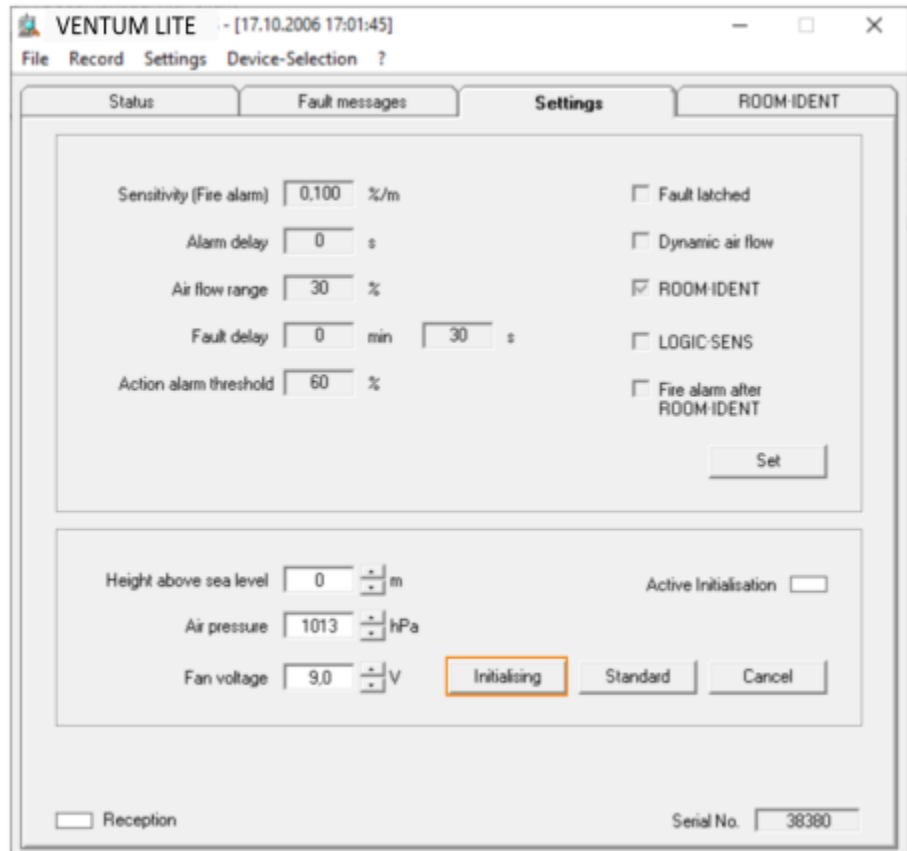 VENTUM LITE - [17.10.2006 17:01:45]
File Record Settings Device-Selection ?
Status Fault messages Settings ROOM-IDENT
Sensitivity (Fire alarm) 0,100 %/m Fault latched
Alarm delay 0 s Dynamic air flow
Air flow range 30 % ROOM-IDENT
Fault delay 0 min 30 s LOGIC-SENS
Action alarm threshold 60 % Fire alarm after
ROOM-IDENT
Set
Height above sea level 0 m Active Initialisation
Air pressure 1013 hPa
Fan voltage 9,0 V Initialising Standard Cancel
Reception Serial No. 38380